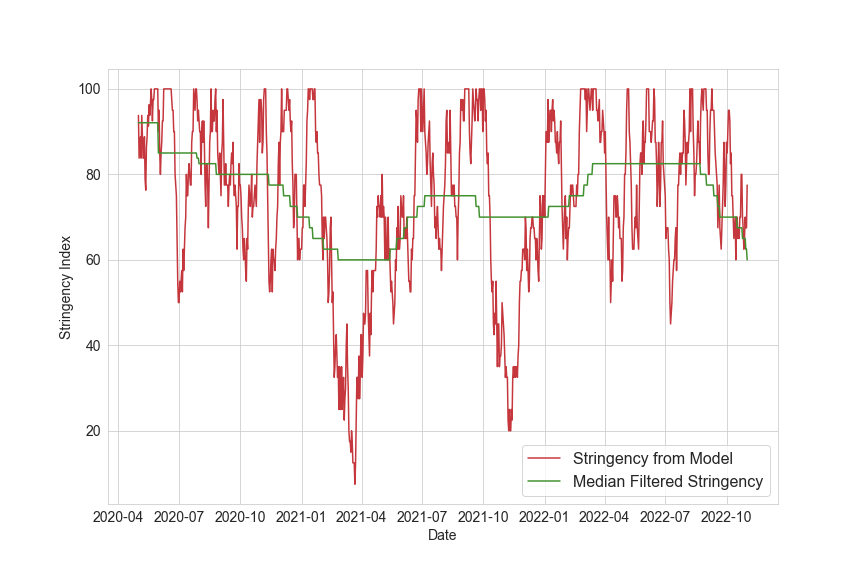 100
80
60
40
20
Stringency Index
2020-04 2020-07 2020-10 2021-01 2021-04 2021-07 2021-10 2022-01 2022-04 2022-07 2022-10
Date
Stringency from Model
Median Filtered Stringency